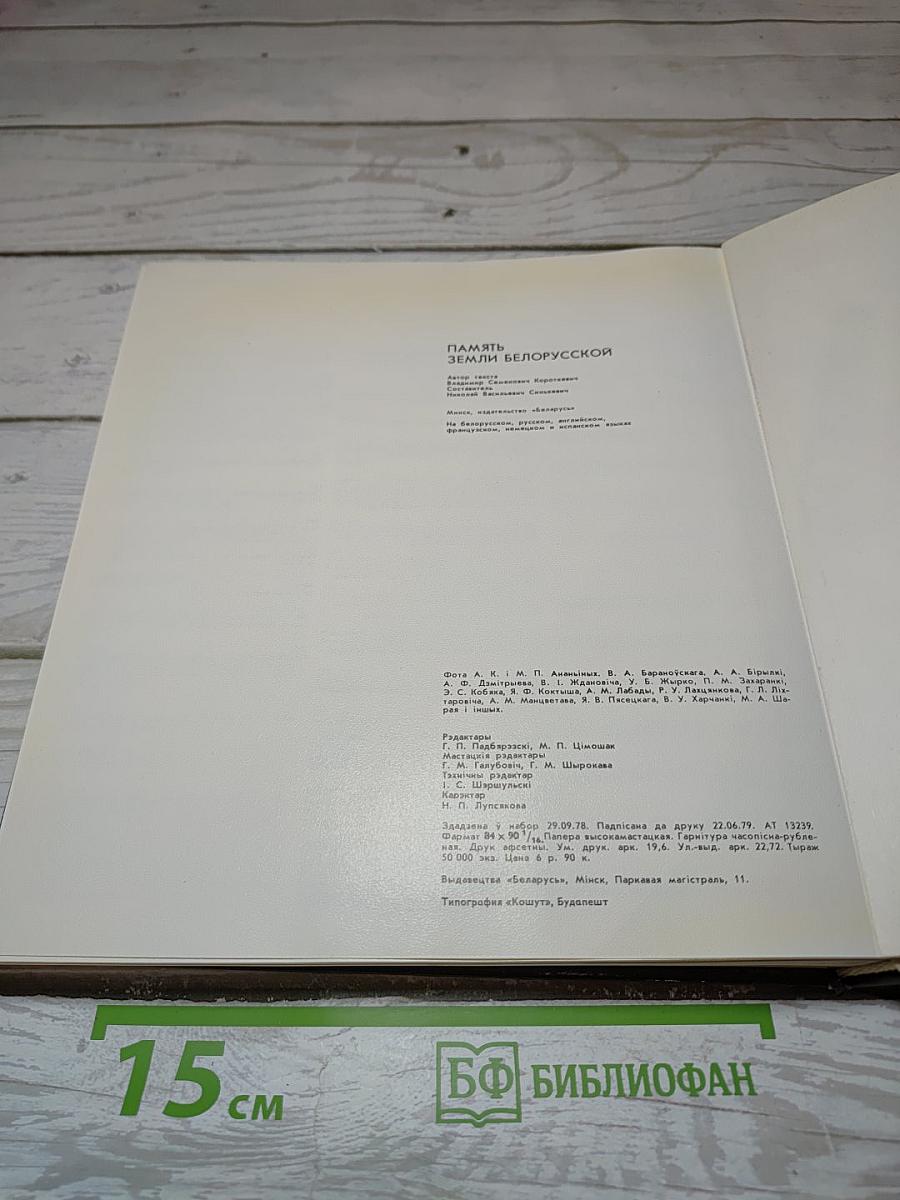 ПАМЯТЬ
ЗЕМЛИ БЕЛОРУССКОЙ
Автор текста
Владимир Семенович Короткевич
Составитель
Николай Васильевич Синкевич
Минск, издательство «Беларусь»
На белорусском, русском, английском,
французском, немецком и испанском языках
Фота А. К. і М. П. Ананьіных, В. А. Бараноўскага, А. А. Бірылкі,
А. Ф. Дзмітрыева, В. І. Ждановіча, У. Б. Жырко, П. М. Захаранкі,
Э. С. Кобяка, Я. Ф. Коктыша, А. М. Лабады, Р. У. Лахцянкова, Г. Л. Ліх-
таровіча, А. М. Манцветава, Я. В. Пясецкага, В. У. Харчанкі, М. А. Ша-
рая і іншых.
Рэдактары
Г. П. Падбярэзскі, М. П. Цімошак
Мастацкія рэдактары
Г. М. Галубовіч, Г. М. Шырокава
Тэхнічны рэдактар
І. С. Шэршульскі
Карэктар
Н. П. Лупсякова
Здадзена ў набор 29.09.78. Падпісана да друку 22.06.79. АТ 13239.
Фармат 84 х 90 1/16. Папера высокамастацкая. Гарнітура часопісна-рубле-
ная. Друк афсетны. Ум. друк. арк. 19,6. Ул.-выд. арк. 22,72. Тыраж
50 000 экз. Цана 6 р. 90 к.
Выдавецтва «Беларусь», Мінск, Паркавая магістраль, 11.
Типография «Кошут», Будапешт
15 см
БФ БИБЛИОФАН